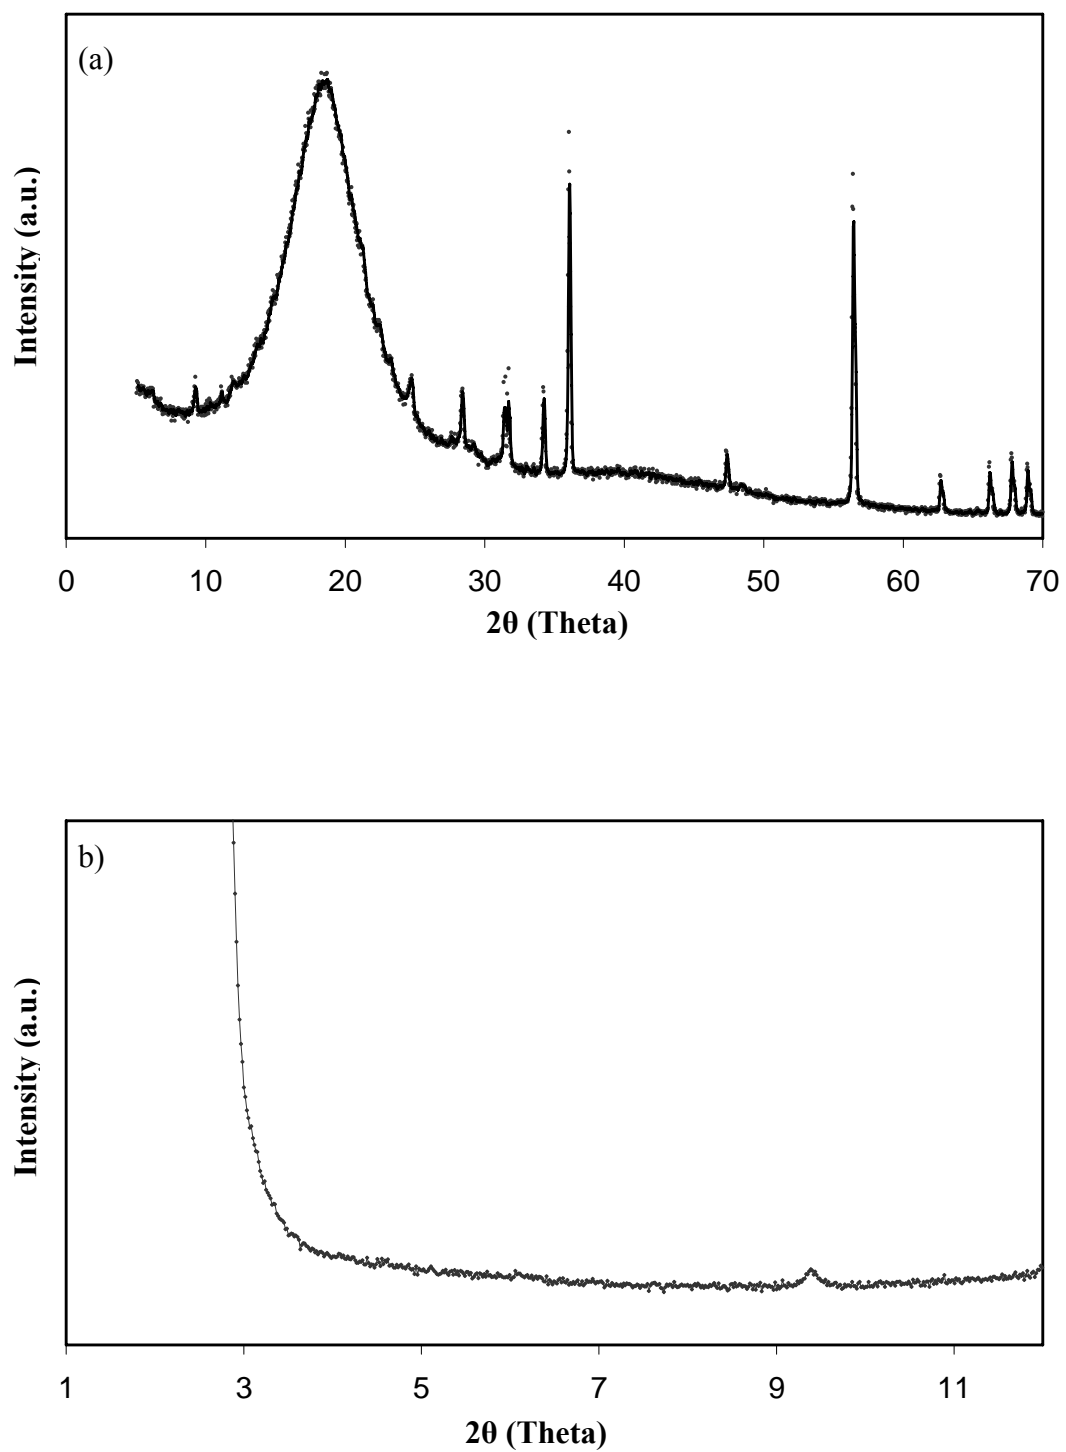 (a)
Intensity (a.u.)
0 10 20 30 40 50 60 70
2θ (Theta)
b)
Intensity (a.u.)
1 3 5 7 9 11
2θ (Theta)